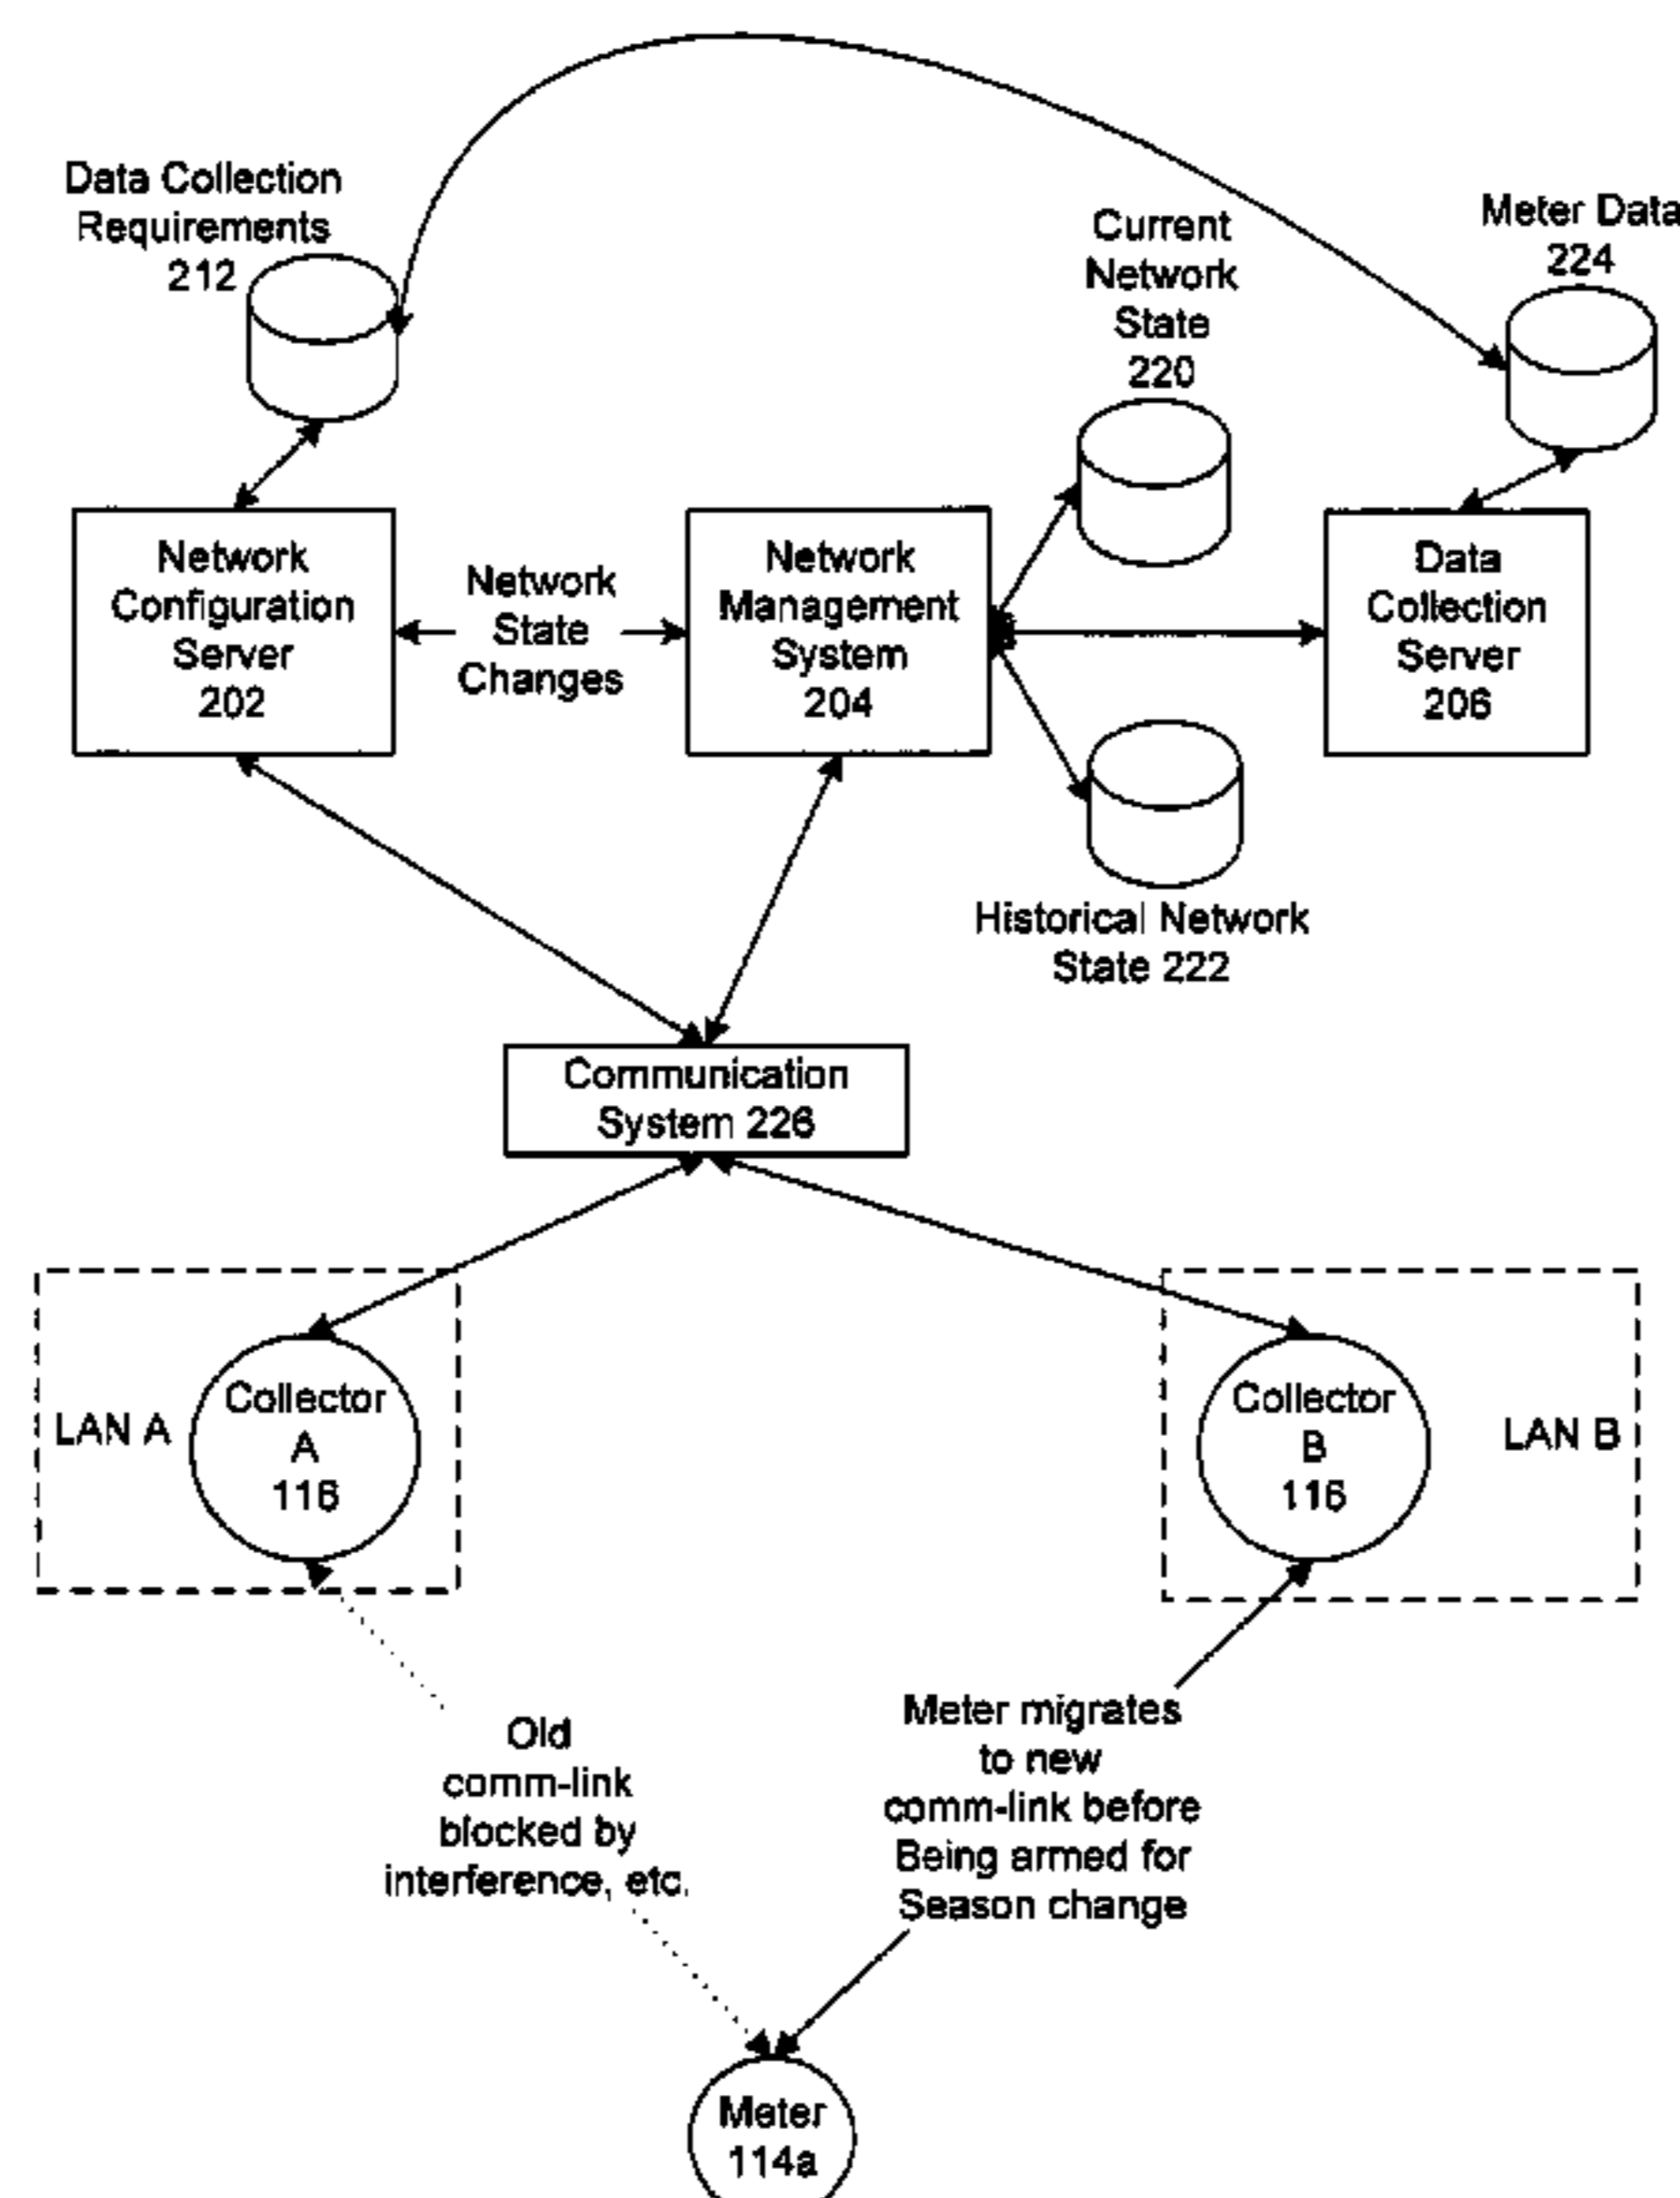 Data Collection
Requirements
212
Current
Network
State
220
Meter Data
224
Network
Configuration
Server
202
Network
State
Changes
Network
Management
System
204
Data
Collection
Server
206
Historical Network
State 222
Communication
System 226
LAN A
Collector
A
116
Collector
B
116
LAN B
Old
comm-link
blocked by
interference, etc.
Meter migrates
to new
comm-link before
Being armed for
Season change
Meter
114a